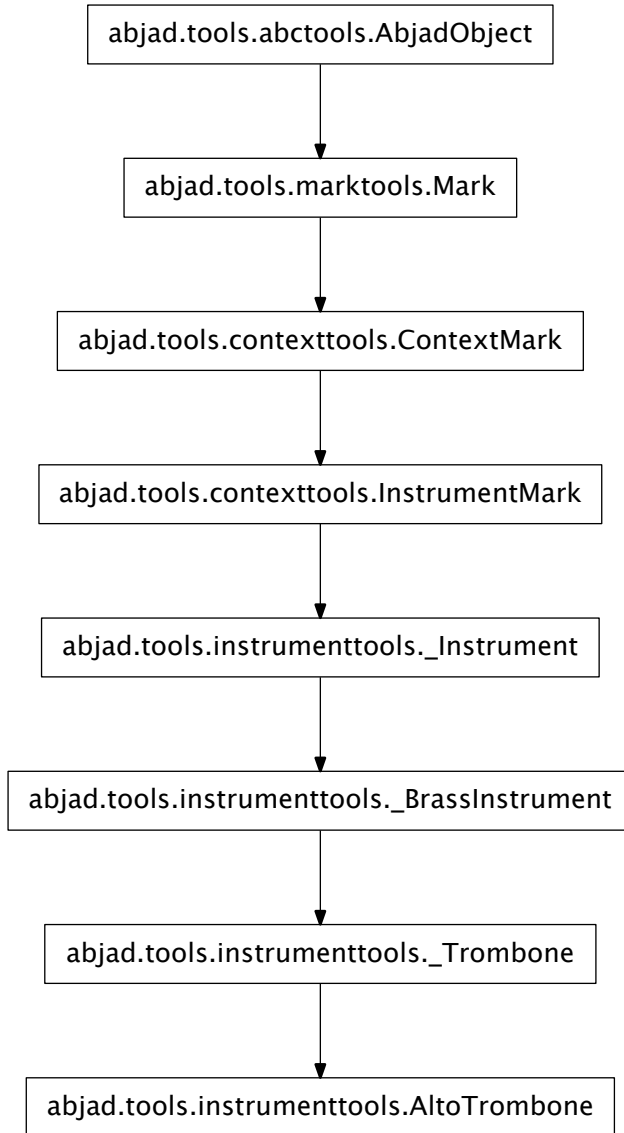 abjad.tools.abctools.AbjadObject
abjad.tools.marktools.Mark
abjad.tools.contexttools.ContextMark
abjad.tools.contexttools.InstrumentMark
abjad.tools.instrumenttools._Instrument
abjad.tools.instrumenttools._BrassInstrument
abjad.tools.instrumenttools._Trombone
abjad.tools.instrumenttools.AltoTrombone